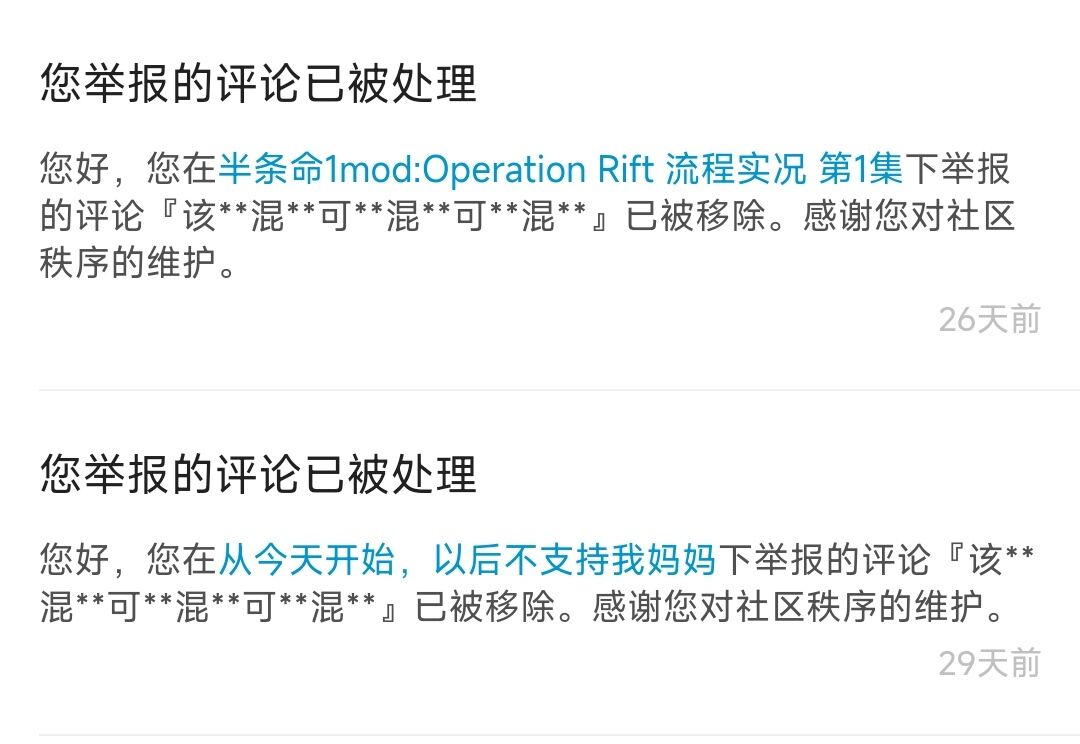 您举报的评论已被处理
您好，您在半条命1mod:Operation Rift 流程实况 第1集下举报
的评论『该**混**可**混**可**混**』已被移除。感谢您对社区
秩序的维护。
26天前
您举报的评论已被处理
您好，您在从今天开始，以后不支持我妈妈下举报的评论『该**
混**可**混**可**混**』已被移除。感谢您对社区秩序的维护。
29天前